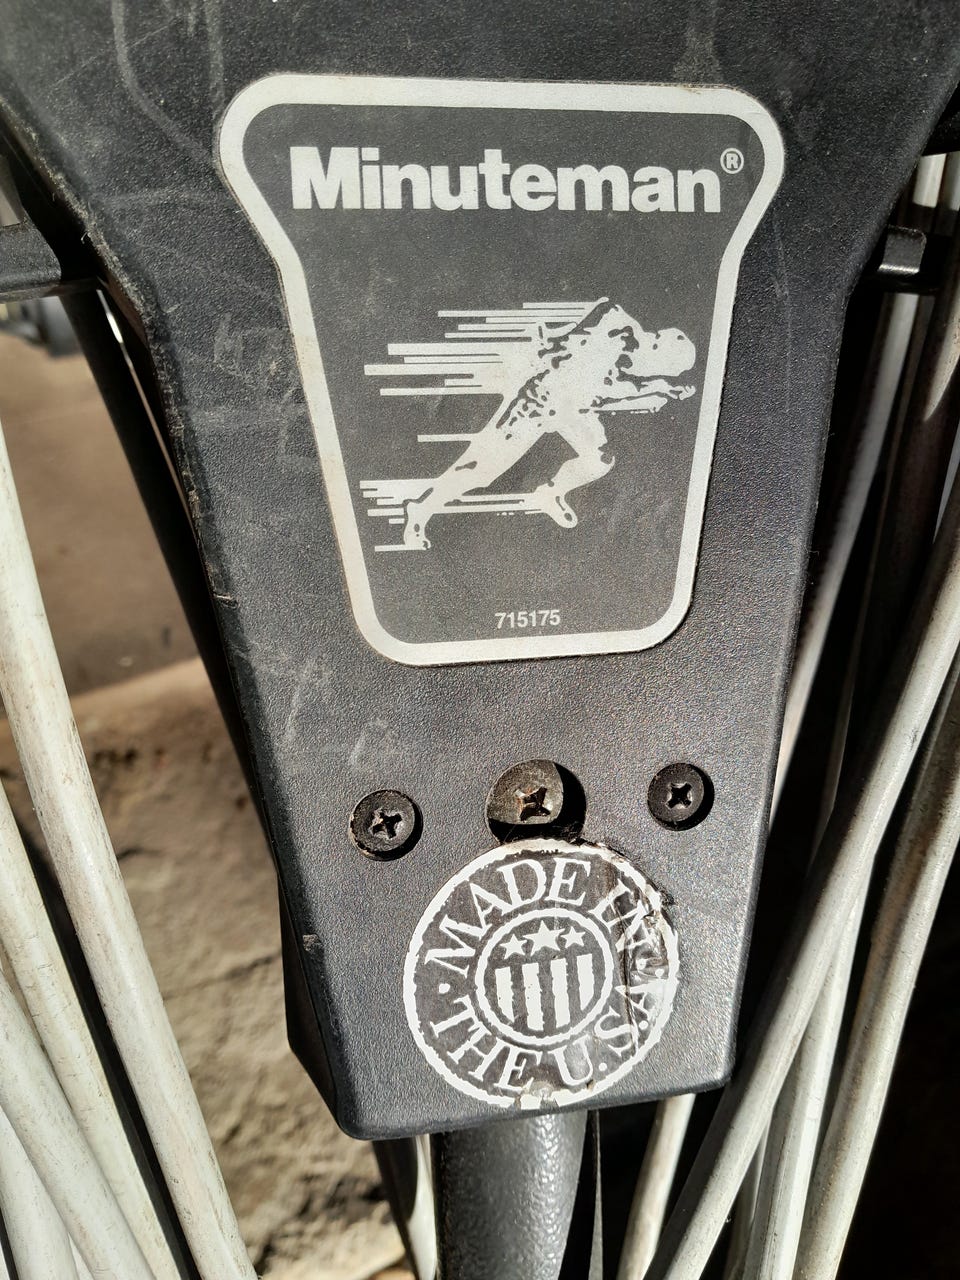 Minuteman®
715175
MADE IN
THE U.S.A.